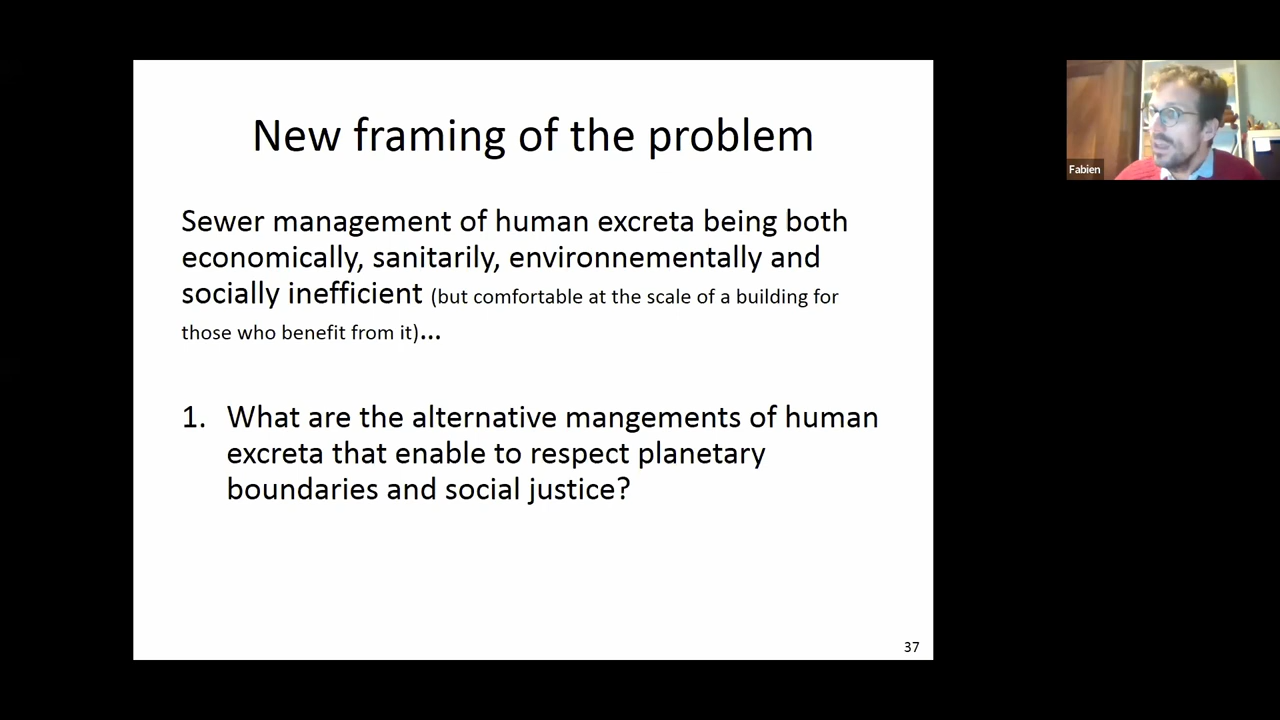 New framing of the problem
Sewer management of human excreta being both
economically, sanitarily, environnementally and
socially inefficient (but comfortable at the scale of a building for
those who benefit from it)...
1. What are the alternative mangements of human
excreta that enable to respect planetary
boundaries and social justice?
37
Fabien